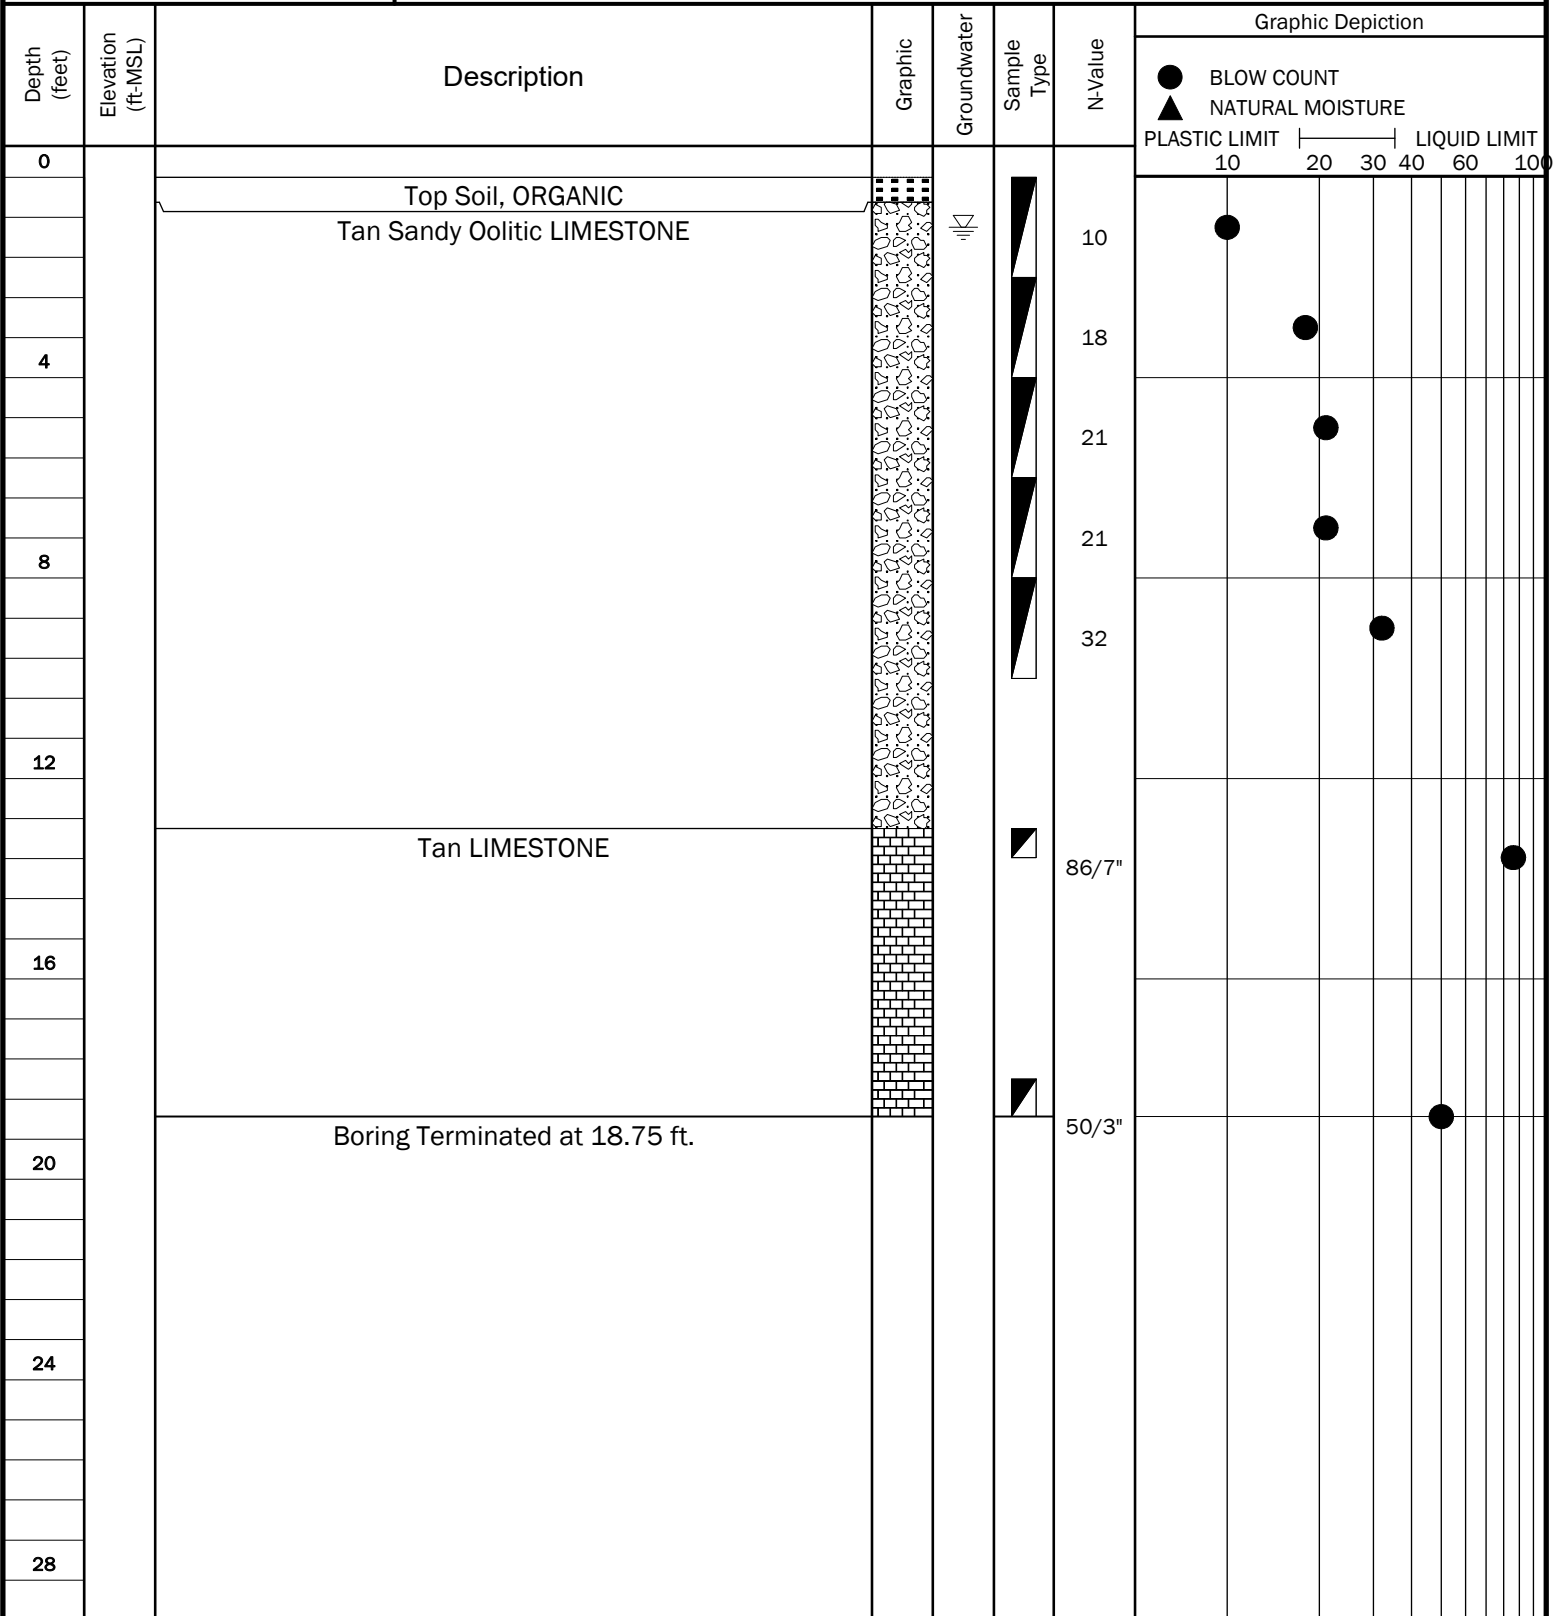 Graphic Depiction
Depth
(feet)
Elevation
(ft-MSL)
Description
Graphic
Groundwater
Sample
Type
N-Value
BLOW COUNT
NATURAL MOISTURE
PLASTIC LIMIT LIQUID LIMIT
0 10 20 30 40 60 100
Top Soil, ORGANIC
Tan Sandy Oolitic LIMESTONE
10
18
4
21
21
8
32
12
Tan LIMESTONE
86/7"
16
50/3"
Boring Terminated at 18.75 ft.
20
24
28